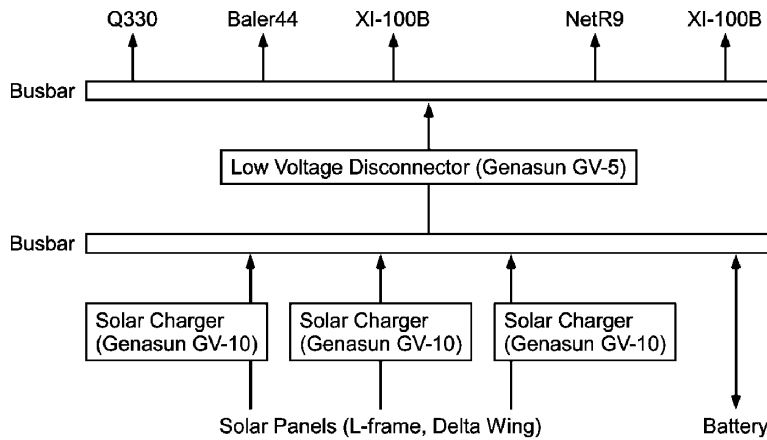 Q330 Baler44 XI-100B NetR9 XI-100B
Busbar
Low Voltage Disconnector (Genasun GV-5)
Busbar
Solar Charger
(Genasun GV-10)
Solar Charger
(Genasun GV-10)
Solar Charger
(Genasun GV-10)
Solar Panels (L-frame, Delta Wing) Battery